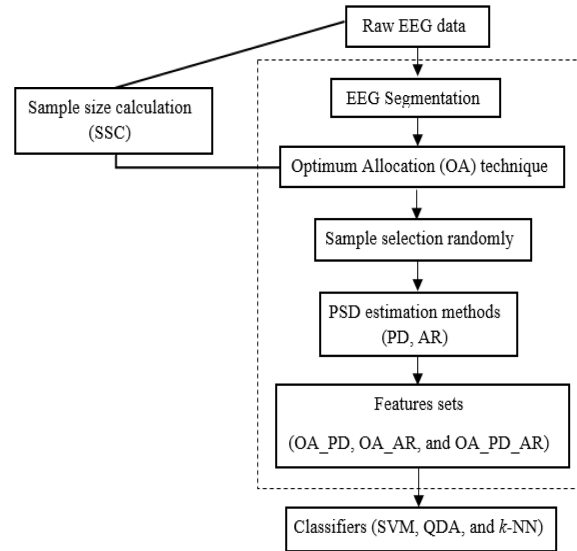 Raw EEG data
EEG Segmentation
Sample size calculation
(SSC)
Optimum Allocation (OA) technique
Sample selection randomly
PSD estimation methods
(PD, AR)
Features sets
(OA_PD, OA_AR, and OA_PD_AR)
Classifiers (SVM, QDA, and k-NN)